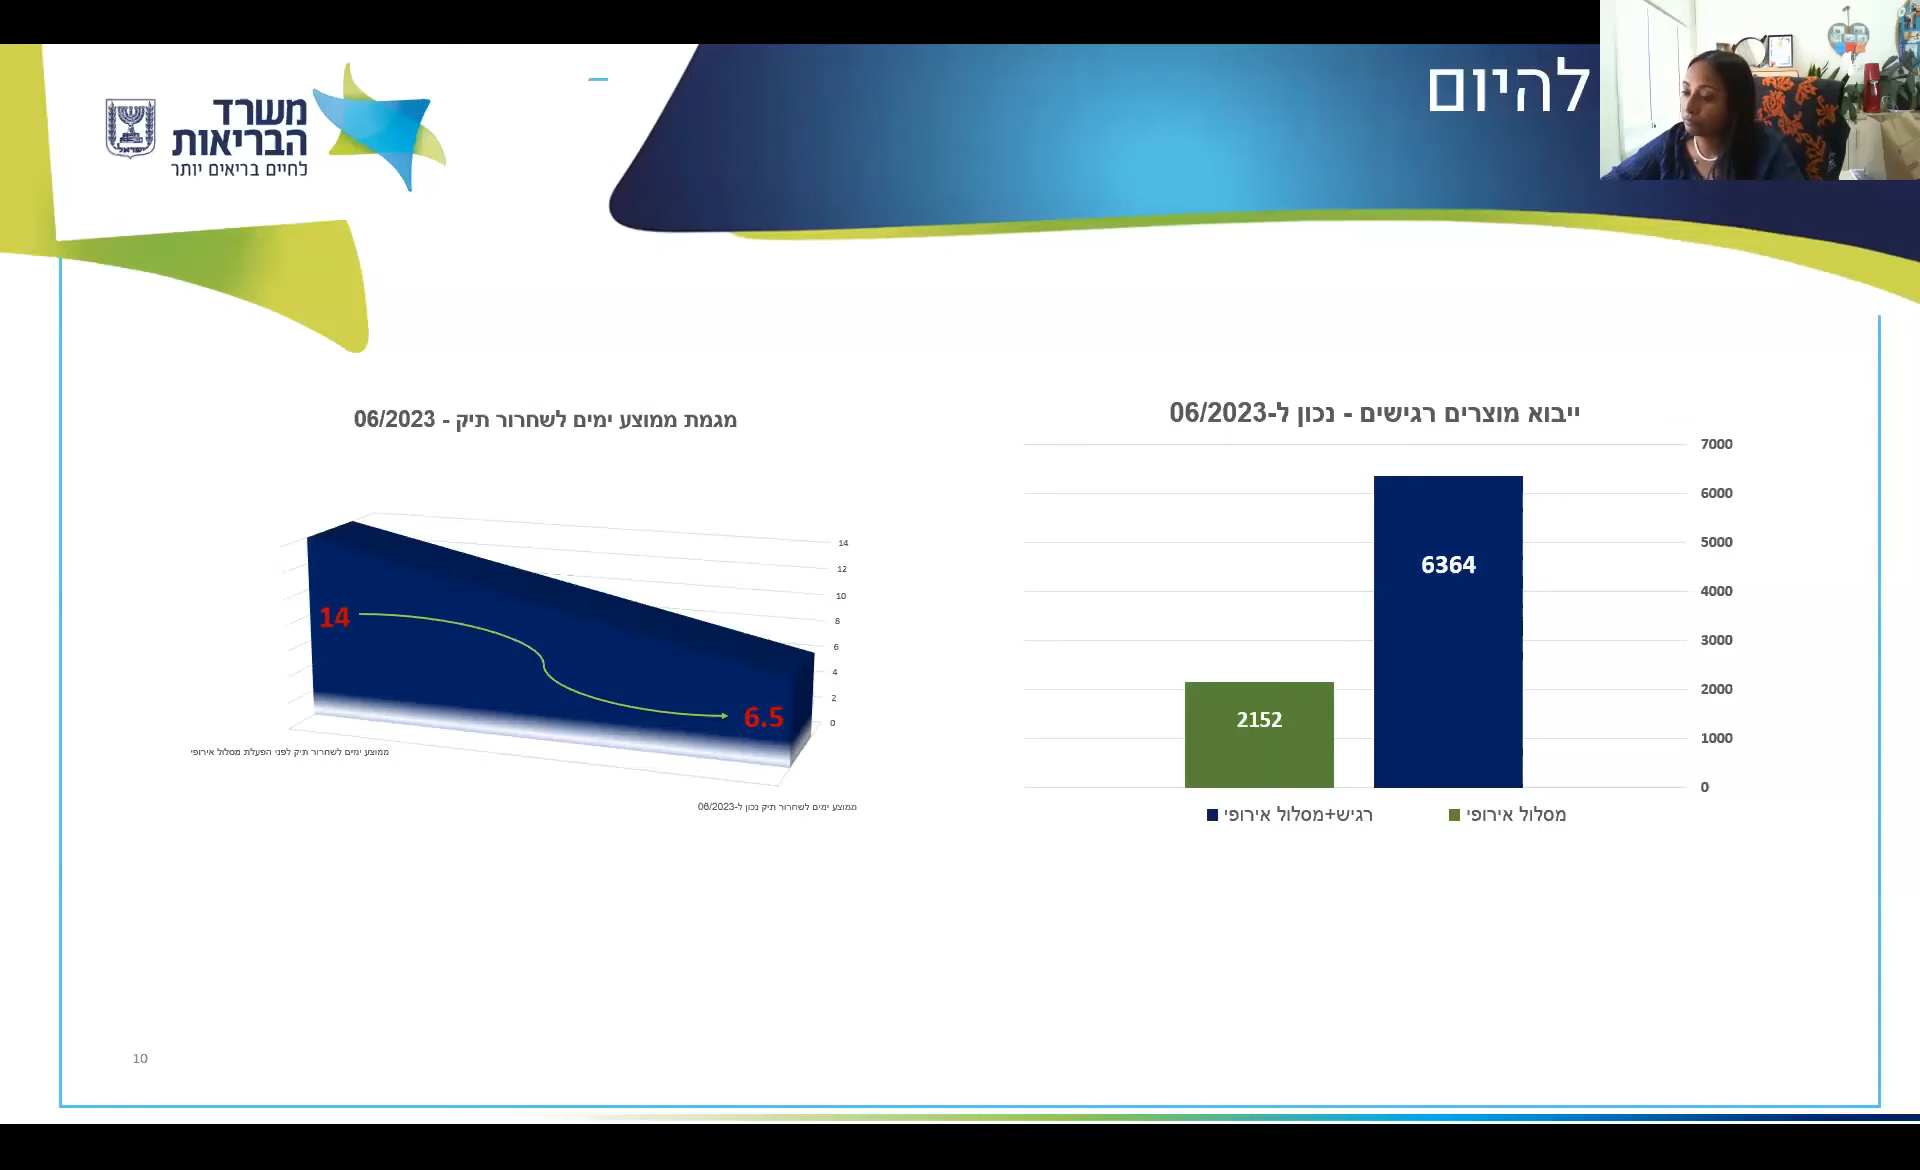 להיום
משרד
הבריאות
לחיים בריאים יותר
ישראל
ייבוא מוצרים רגישים - נכון ל-06/2023
7000
6000
5000
4000
3000
2000
1000
0
6364
2152
מסלול אירופי
רגיש+מסלול אירופי
מגמת ממוצע ימים לשחרור תיק - 06/2023
14
12
10
8
6
4
2
0
14
6.5
ממוצע ימים לשחרור תיק לפני הפעלת מסלול אירופי
ממוצע ימים לשחרור תיק נכון ל-06/2023
10